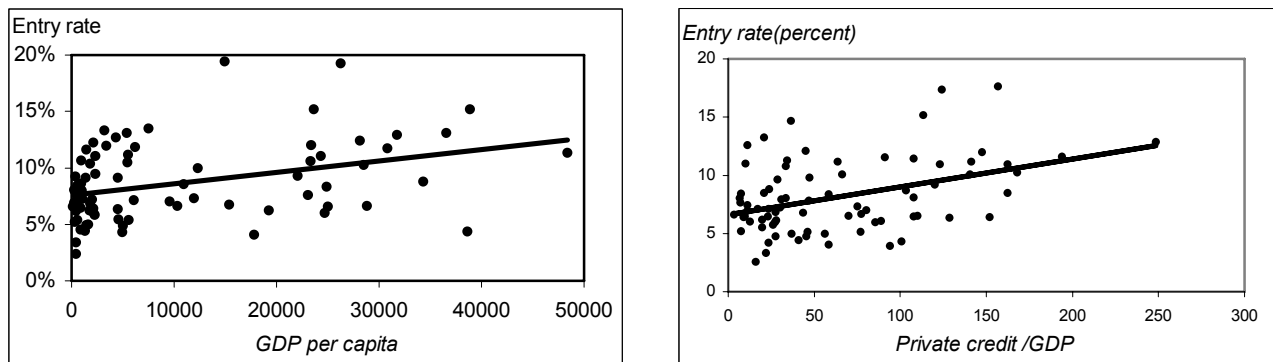 Entry rate
20%
15%
10%
5%
0%
0 10000 20000 30000 40000 50000
GDP per capita
Entry rate(percent)
20
15
10
5
0
0 50 100 150 200 250 300
Private credit /GDP